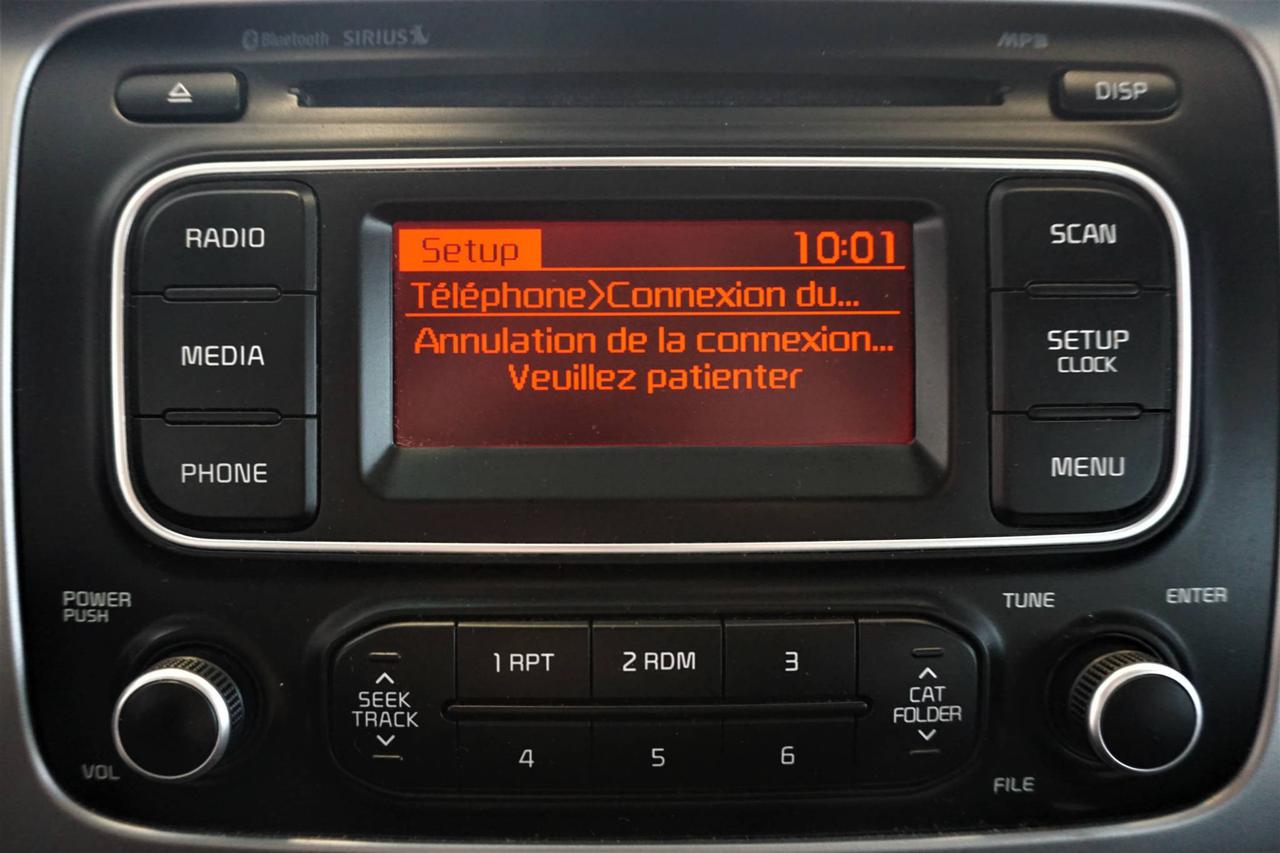 Bluetooth SIRIUS
MP3
DISP
RADIO
MEDIA
PHONE
Setup 10:01
Téléphone>Connexion du...
Annulation de la connexion...
Veuillez patienter
SCAN
SETUP
CLOCK
MENU
POWER
PUSH
VOL
SEEK
TRACK
1 RPT
2 RDM
3
4
5
6
CAT
FOLDER
TUNE
ENTER
FILE